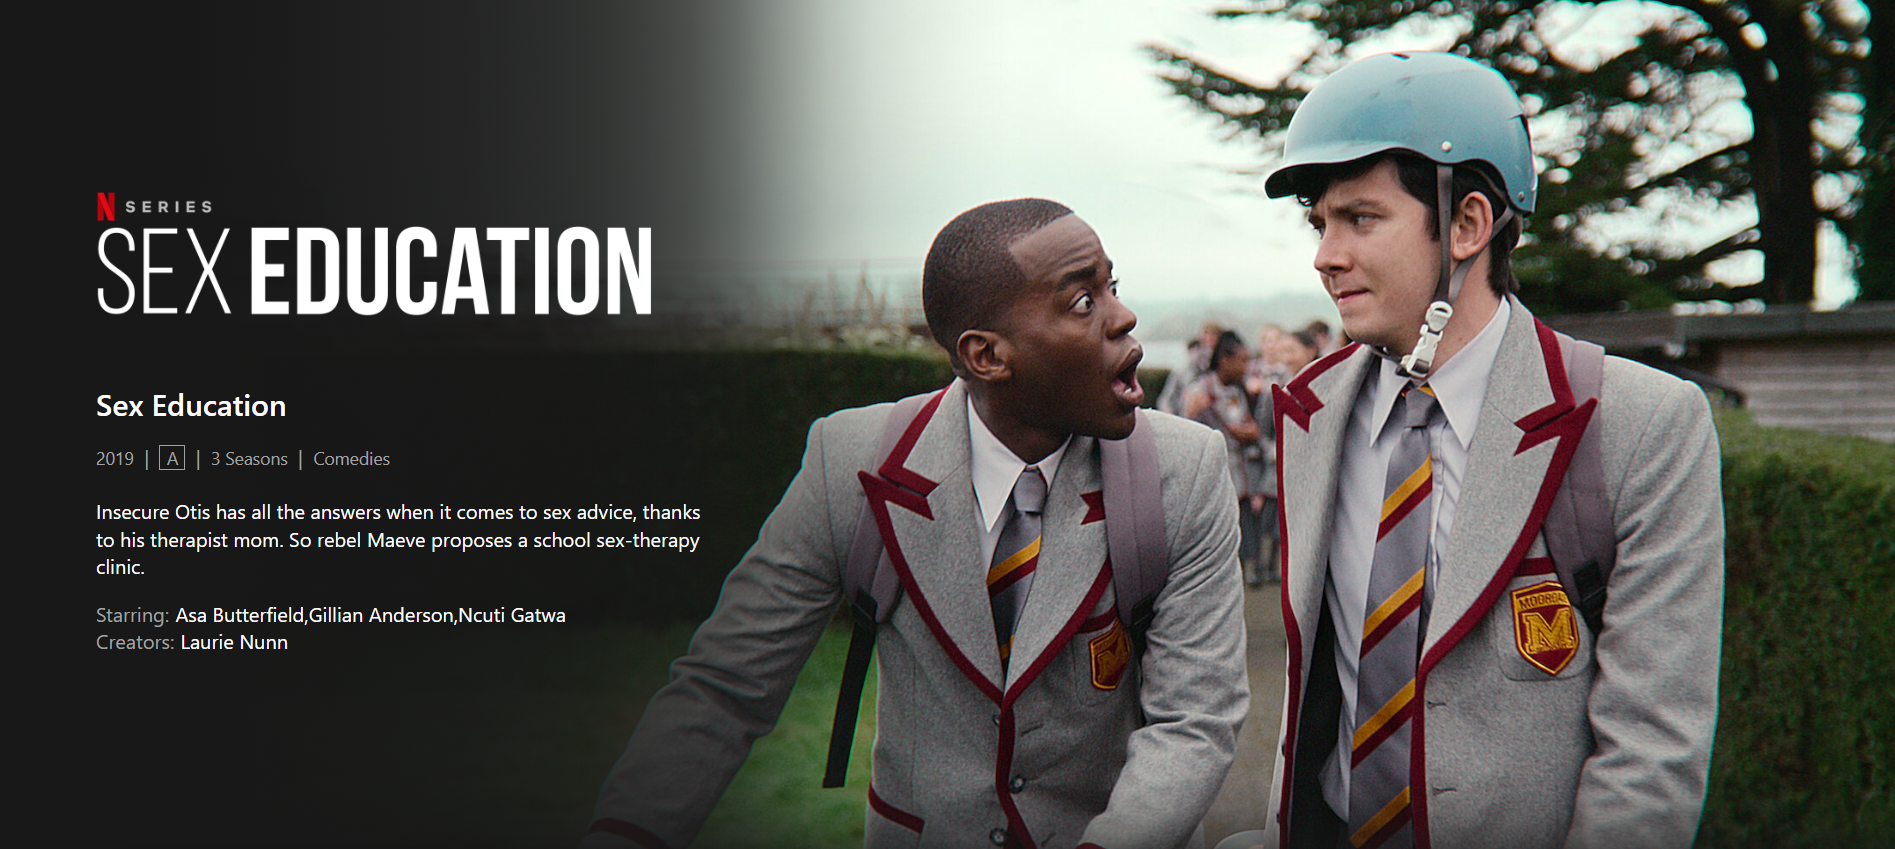 N SERIES
SEX EDUCATION
Sex Education
2019 | A | 3 Seasons | Comedies
Insecure Otis has all the answers when it comes to sex advice, thanks
to his therapist mom. So rebel Maeve proposes a school sex-therapy
clinic.
Starring: Asa Butterfield,Gillian Anderson,Ncuti Gatwa
Creators: Laurie Nunn
M
M